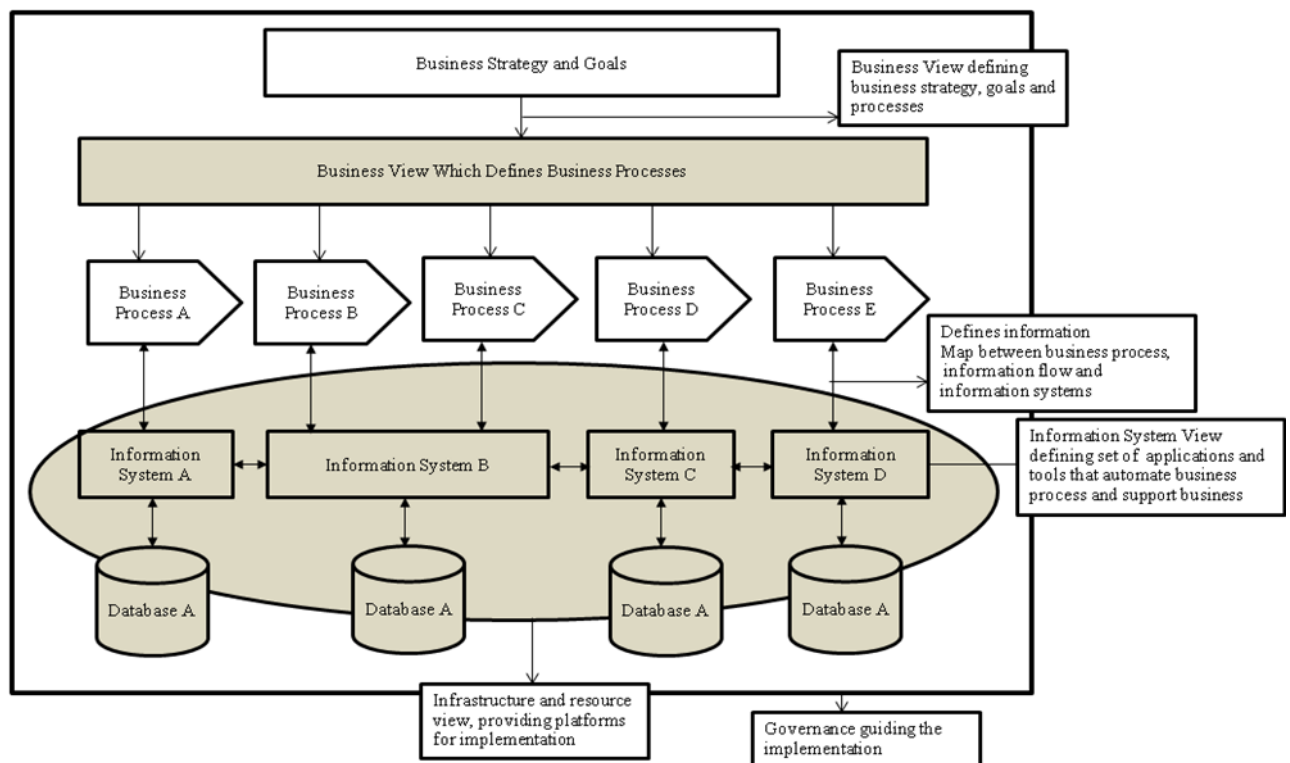 Business Strategy and Goals
Business View defining
business strategy, goals and
processes
Business View Which Defines Business Processes
Business
Process A
Business
Process B
Business
Process C
Business
Process D
Business
Process E
Defines information
Map between business process,
information flow and
information systems
Information
System A
Information System B
Information
System C
Information
System D
Information System View
defining set of applications and
tools that automate business
process and support business
Database A
Database A
Database A
Database A
Infrastructure and resource
view, providing platforms
for implementation
Governance guiding the
implementation